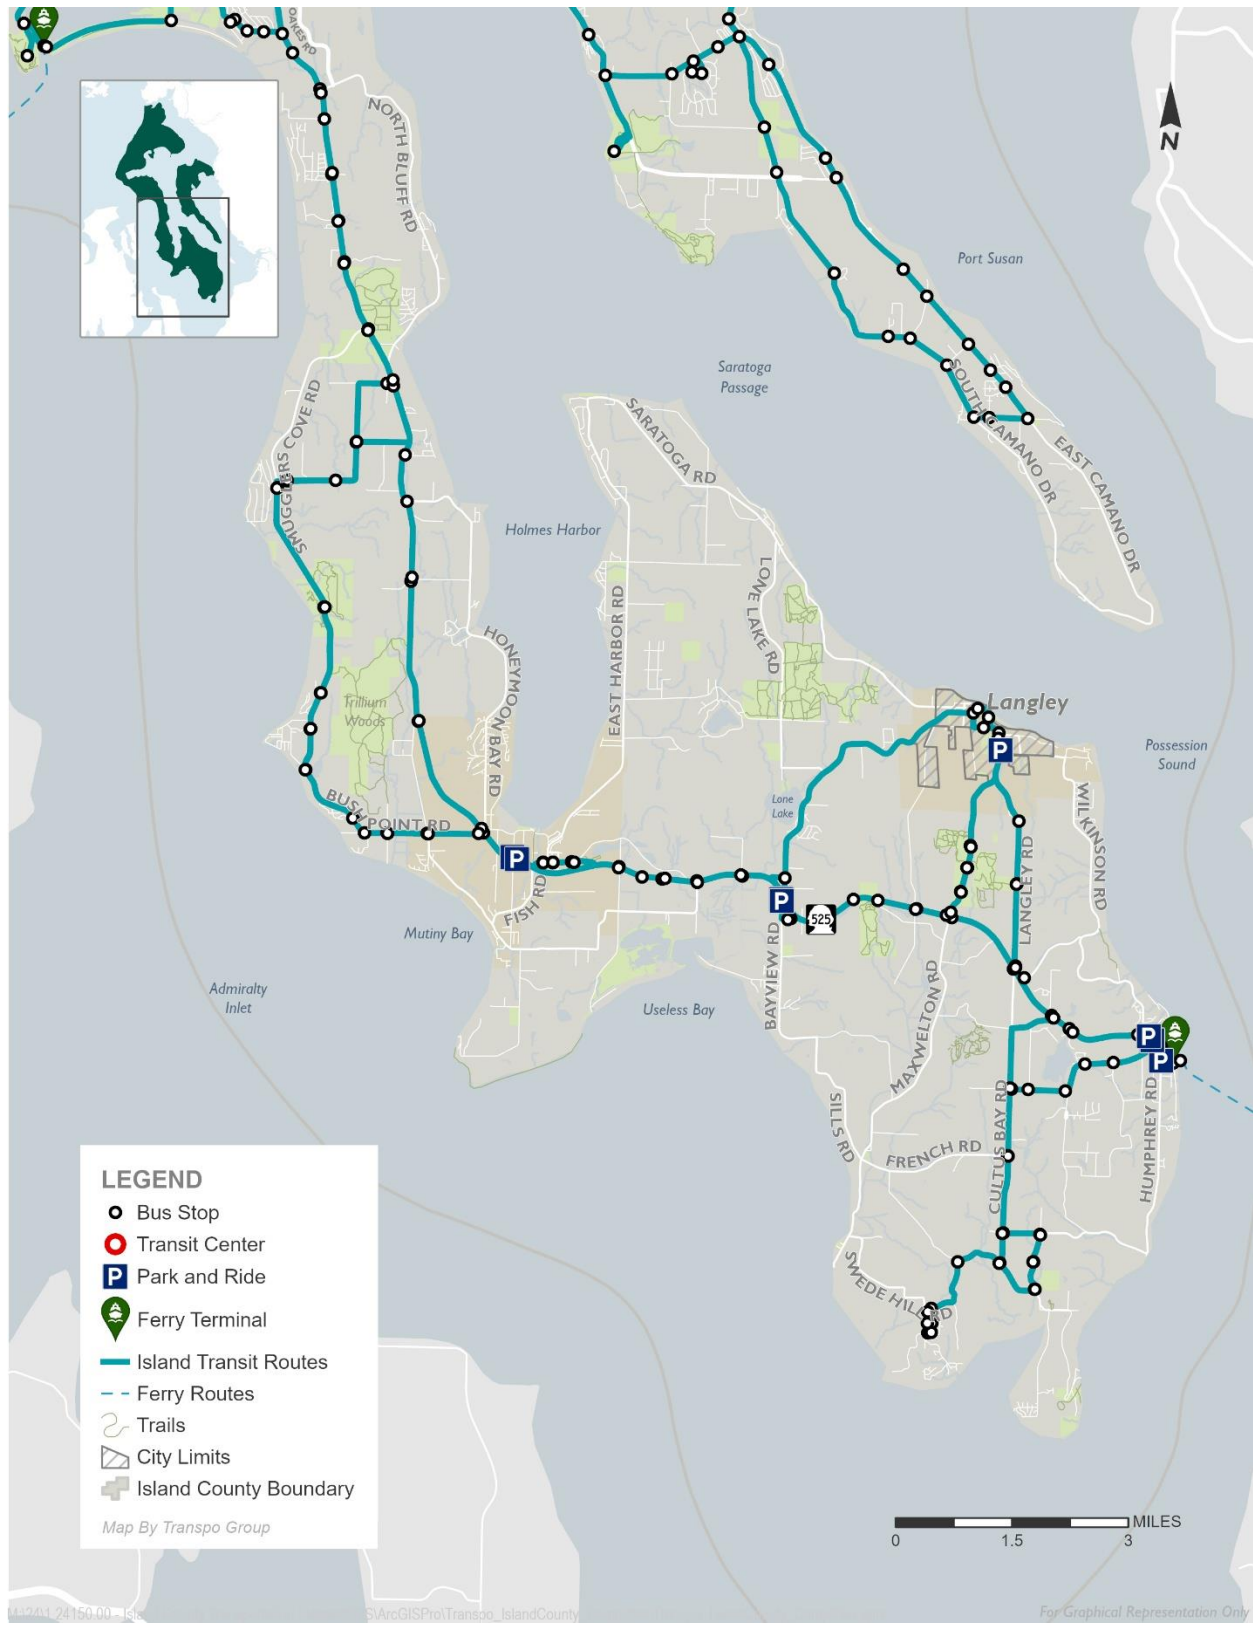 OAKES RD
N
NORTH BLUFF RD
Port Susan
Saratoga
Passage
SMUGGLERS COVE RD
SARATOGA RD
SOUTH CAMANO DR
EAST CAMANO DR
Holmes Harbor
LONE LAKE RD
EAST HARBOR RD
HONEYMOON BAY RD
Trillium
Woods
Langley
P
Possession
Sound
Lone
Lake
WILKINSON RD
BUSH POINT RD
LANGLEY RD
P
P
525
FISH RD
Mutiny Bay
BAYVIEW RD
MAXWELTON RD
Admiralty
Inlet
Useless Bay
P
P
CULTUS BAY RD
HUMPHREY RD
SILLS RD
FRENCH RD
SWEDE HILL RD
LEGEND
Bus Stop
Transit Center
P Park and Ride
Ferry Terminal
Island Transit Routes
Ferry Routes
Trails
City Limits
Island County Boundary
Map By Transpo Group
MILES
0 1.5 3
For Graphical Representation Only